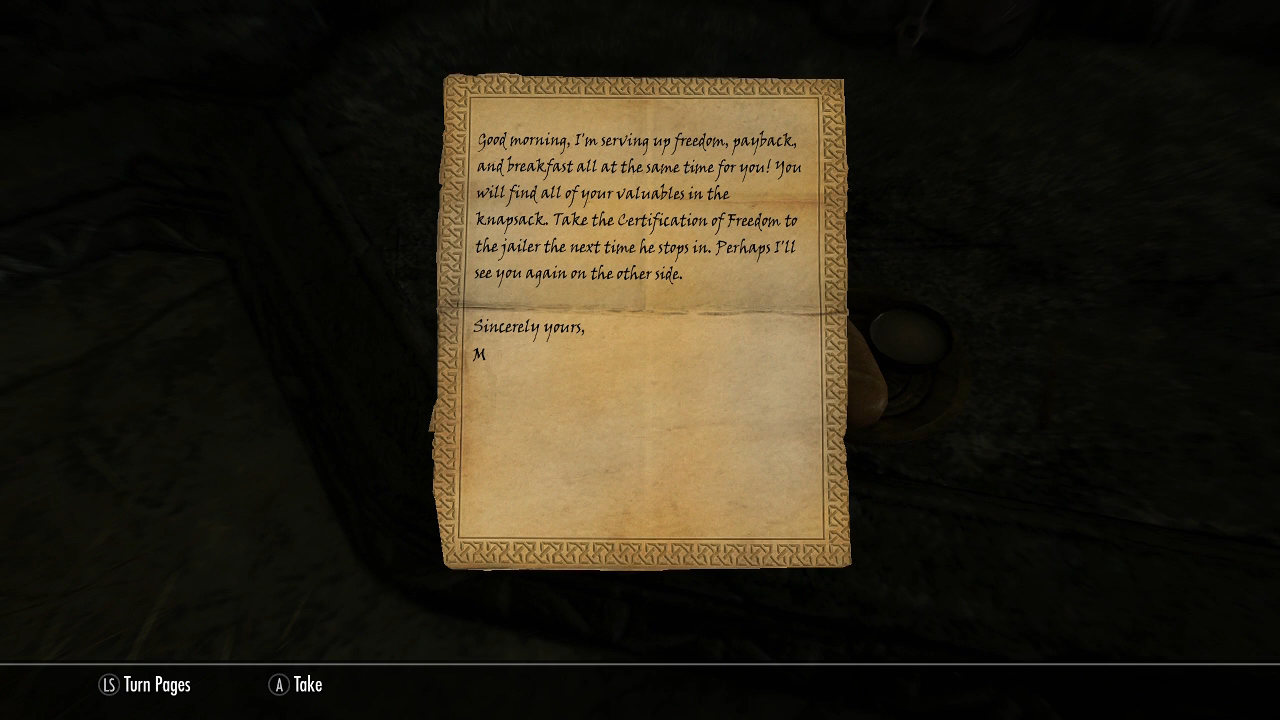 Good morning, I'm serving up freedom, payback,
and breakfast all at the same time for you! You
will find all of your valuables in the
knapsack. Take the Certification of Freedom to
the jailer the next time he stops in. Perhaps I'll
see you again on the other side.
Sincerely yours,
M
LS Turn Pages A Take